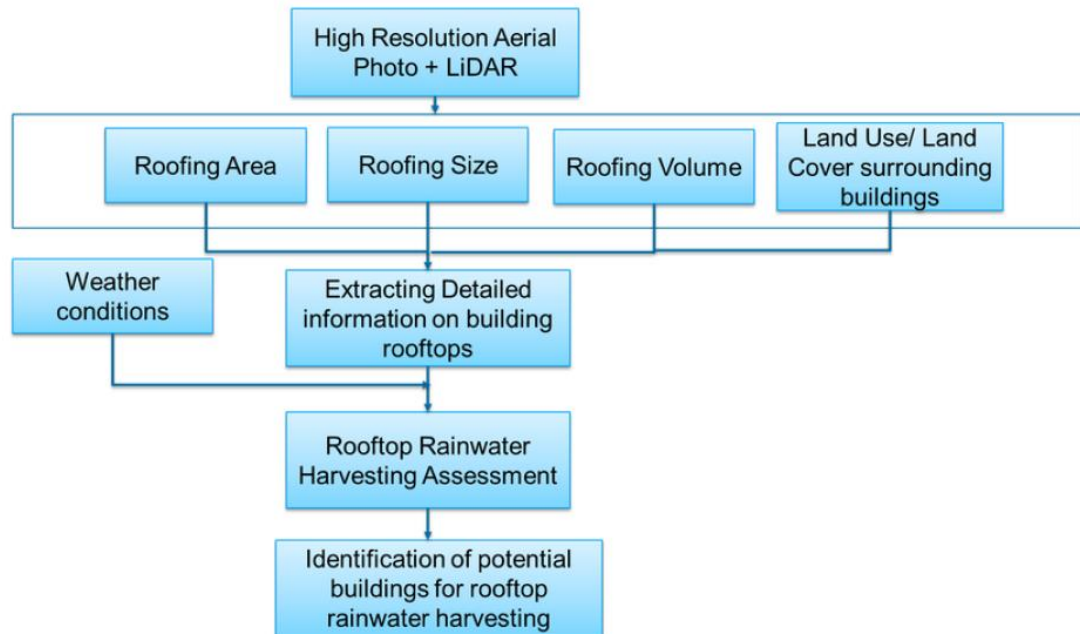 High Resolution Aerial
Photo + LiDAR
Roofing Area
Roofing Size
Roofing Volume
Land Use/ Land
Cover surrounding
buildings
Weather
conditions
Extracting Detailed
information on building
rooftops
Rooftop Rainwater
Harvesting Assessment
Identification of potential
buildings for rooftop
rainwater harvesting